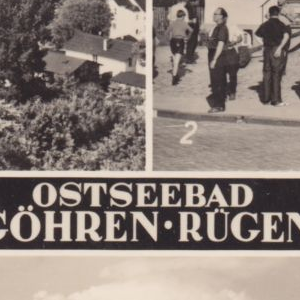 2
OSTSEEBAD
GÖHREN · RÜGEN